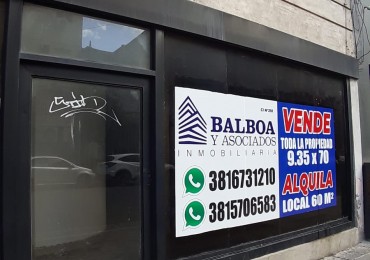 BALBOA
Y ASOCIADOS
INMOBILIARIA
3816731210
3815706583
VENDE
TODA LA PROPIEDAD
9.35 x 70
ALQUILA
LOCAL 60 M²